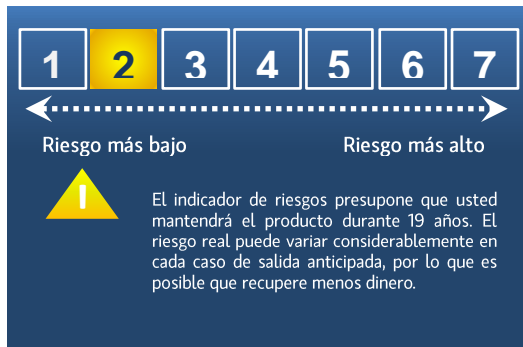 1 2 3 4 5 6 7
Riesgo más bajo Riesgo más alto
!
El indicador de riesgos presupone que usted
mantendrá el producto durante 19 años. El
riesgo real puede variar considerablemente en
cada caso de salida anticipada, por lo que es
posible que recupere menos dinero.